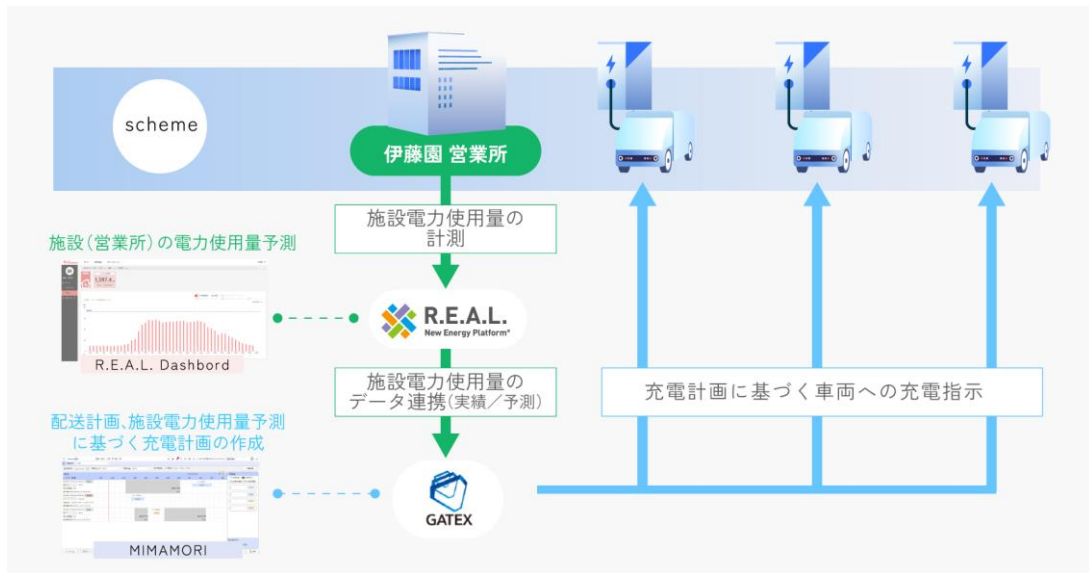 scheme
伊藤園 営業所
施設電力使用量の
計測
施設(営業所)の電力使用量予測
R.E.A.L. Dashbord
R.E.A.L.
New Energy Platform®
施設電力使用量の
データ連携(実績／予測)
充電計画に基づく車両への充電指示
配送計画、施設電力使用量予測
に基づく充電計画の作成
MIMAMORI
GATEX